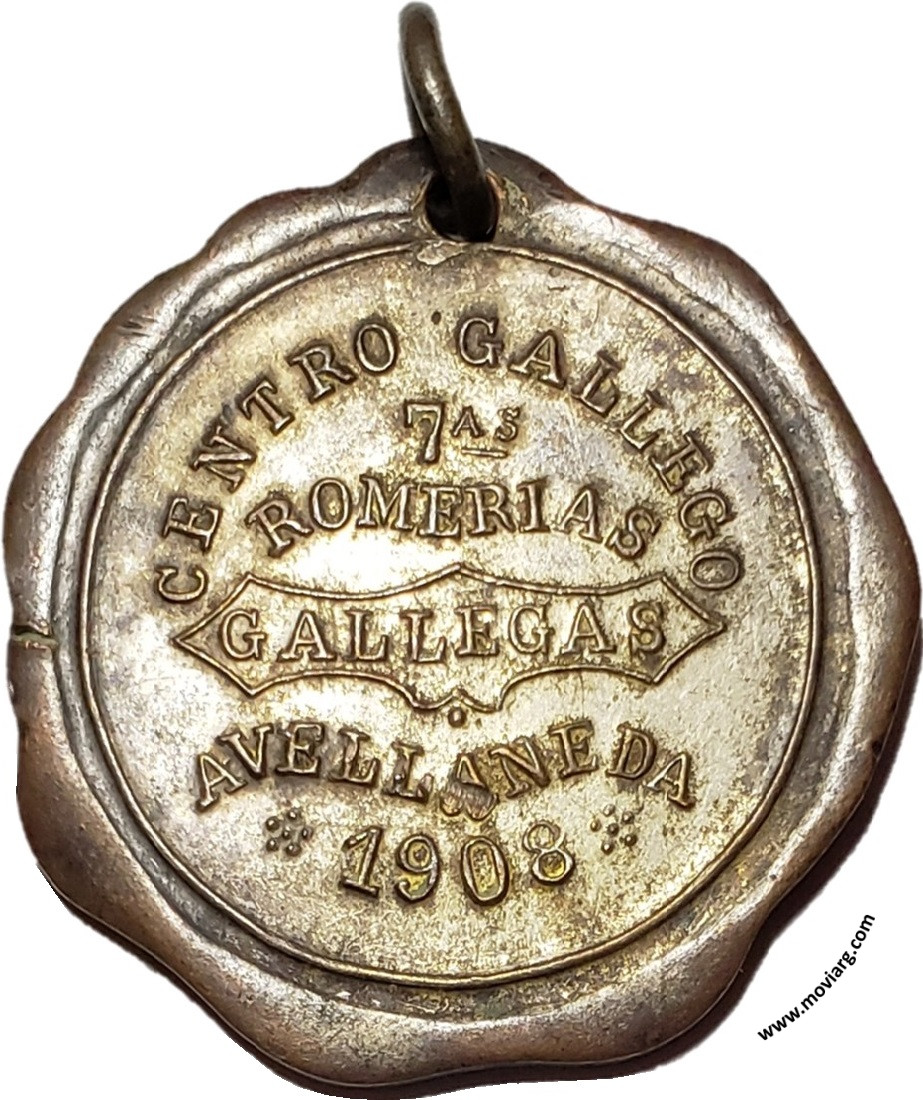 CENTRO GALLEGO
7AS
ROMERIAS
GALLEGAS
AVELLANEDA
1908
www.moviarg.com